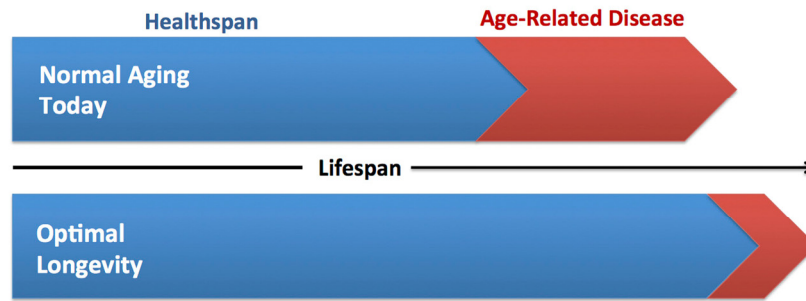 Healthspan
Age-Related Disease
Normal Aging
Today
Lifespan
Optimal
Longevity